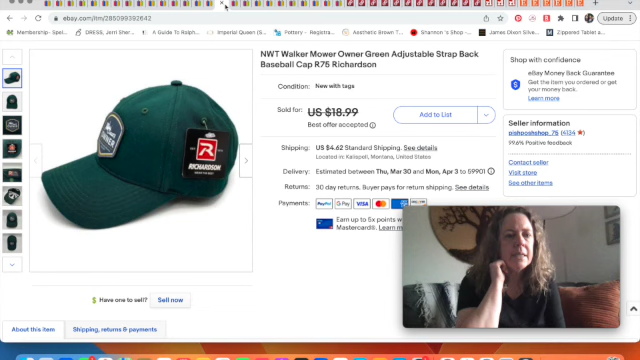 ebay.com/itm/285099392642
Update
Membership - Spei
DRESS, Jerri Sher
A Guide To Ralph
Imperial Queen (S
Pottery - Registra
Aesthetic Brown T
Shannon 's Shop -
James Dixon Silve
Zippered Tablet a
NWT Walker Mower Owner Green Adjustable Strap Back
Baseball Cap R75 Richardson
Condition: New with tags
Sold for: US $18.99
Best offer accepted
Add to List
Shipping: US $4.62 Standard Shipping. See details
Located in: Kalispell, Montana, United States
Delivery: Estimated between Thu, Mar 30 and Mon, Apr 3 to 59901
Returns: 30 day returns. Buyer pays for return shipping. See details
Payments: PayPal G Pay VISA
Earn up to 5x points w
Mastercard®. Learn m
Shop with confidence
eBay Money Back Guarantee
Get the item you ordered or get
your money back.
Learn more
Seller information
(4134
99.6% Positive feedback
Contact seller
Visit store
See other items
OWNER
R
RICHARDSON
Have one to sell? Sell now
About this item
Shipping, returns & payments